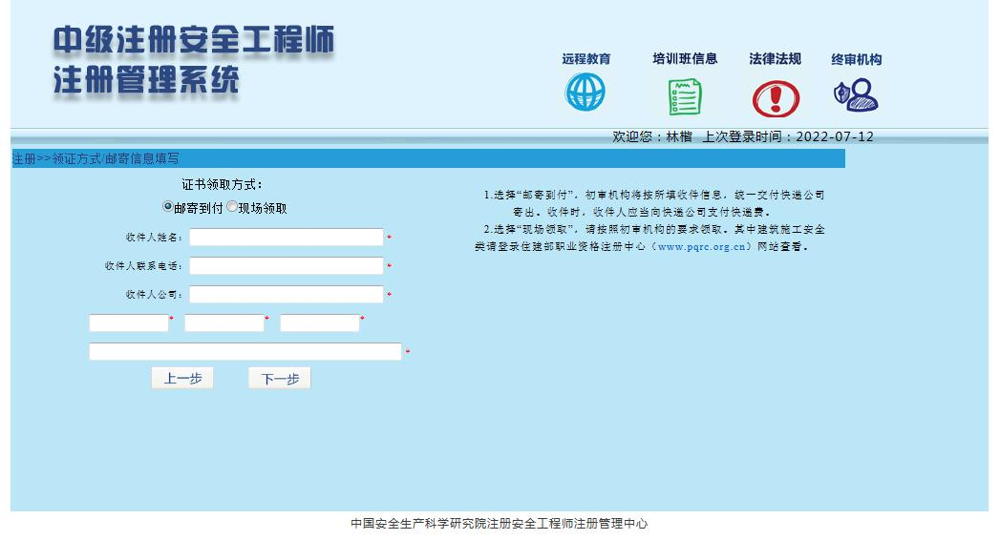 中级注册安全工程师
注册管理系统
远程教育
培训班信息
法律法规
终审机构
欢迎您：林楷 上次登录时间：2022-07-12
注册>>领证方式/邮寄信息填写
证书领取方式：
邮寄到付 现场领取
收件人姓名： *
收件人联系电话： *
收件人公司： *
* * *
*
上一步 下一步
1.选择“邮寄到付”，初审机构将按所填收件信息，统一交付快递公司
寄出。收件时，收件人应当向快递公司支付快递费。
2.选择“现场领取”，请按照初审机构的要求领取。其中建筑施工安全
类请登录住建部职业资格注册中心（www.pqrc.org.cn）网站查看。
中国安全生产科学研究院注册安全工程师注册管理中心